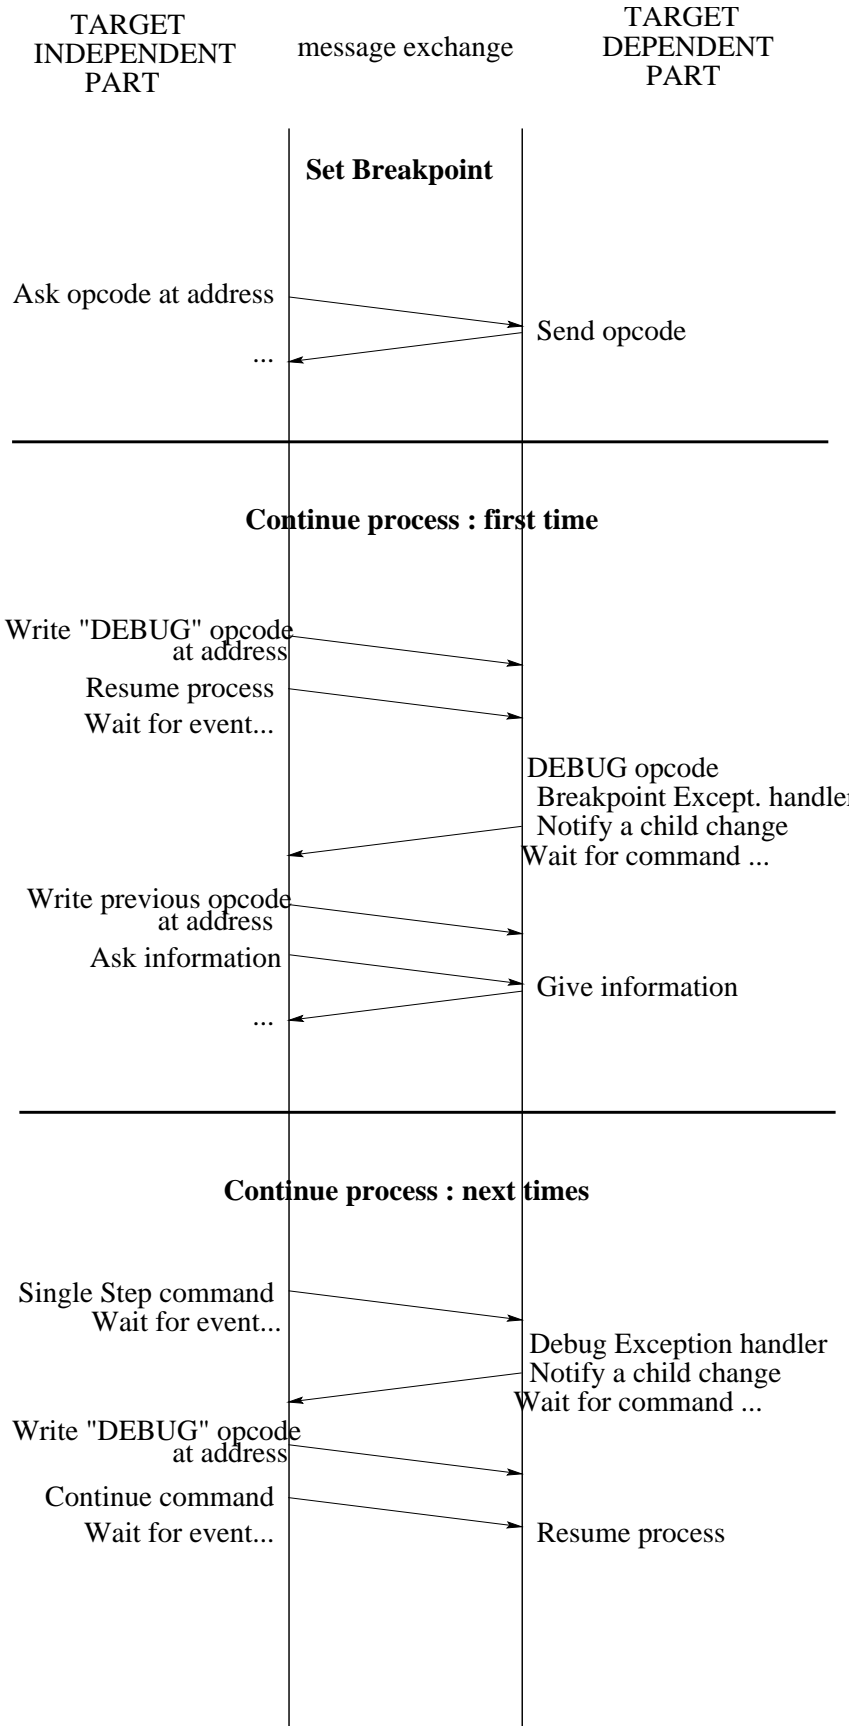 TARGET
INDEPENDENT
PART
message exchange
TARGET
DEPENDENT
PART
Set Breakpoint
Ask opcode at address
Send opcode
...
Continue process : first time
Write "DEBUG" opcode
at address
Resume process
Wait for event...
DEBUG opcode
Breakpoint Except. handler
Notify a child change
Wait for command ...
Write previous opcode
at address
Ask information
Give information
...
Continue process : next times
Single Step command
Wait for event...
Debug Exception handler
Notify a child change
Wait for command ...
Write "DEBUG" opcode
at address
Continue command
Wait for event...
Resume process